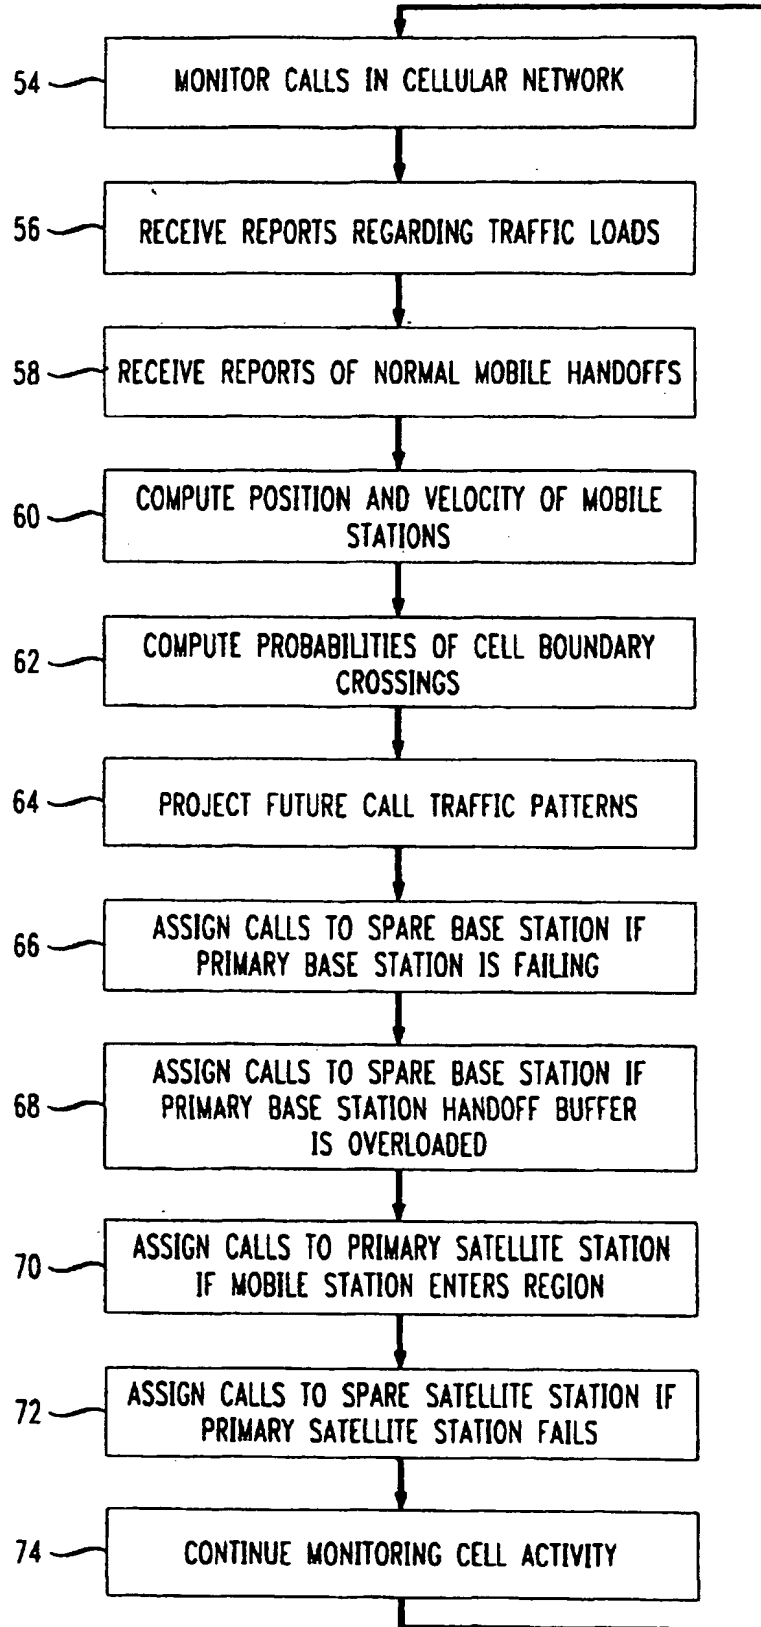 54
MONITOR CALLS IN CELLULAR NETWORK
56
RECEIVE REPORTS REGARDING TRAFFIC LOADS
58
RECEIVE REPORTS OF NORMAL MOBILE HANDOFFS
60
COMPUTE POSITION AND VELOCITY OF MOBILE
STATIONS
62
COMPUTE PROBABILITIES OF CELL BOUNDARY
CROSSINGS
64
PROJECT FUTURE CALL TRAFFIC PATTERNS
66
ASSIGN CALLS TO SPARE BASE STATION IF
PRIMARY BASE STATION IS FAILING
68
ASSIGN CALLS TO SPARE BASE STATION IF
PRIMARY BASE STATION HANDOFF BUFFER
IS OVERLOADED
70
ASSIGN CALLS TO PRIMARY SATELLITE STATION
IF MOBILE STATION ENTERS REGION
72
ASSIGN CALLS TO SPARE SATELLITE STATION IF
PRIMARY SATELLITE STATION FAILS
74
CONTINUE MONITORING CELL ACTIVITY